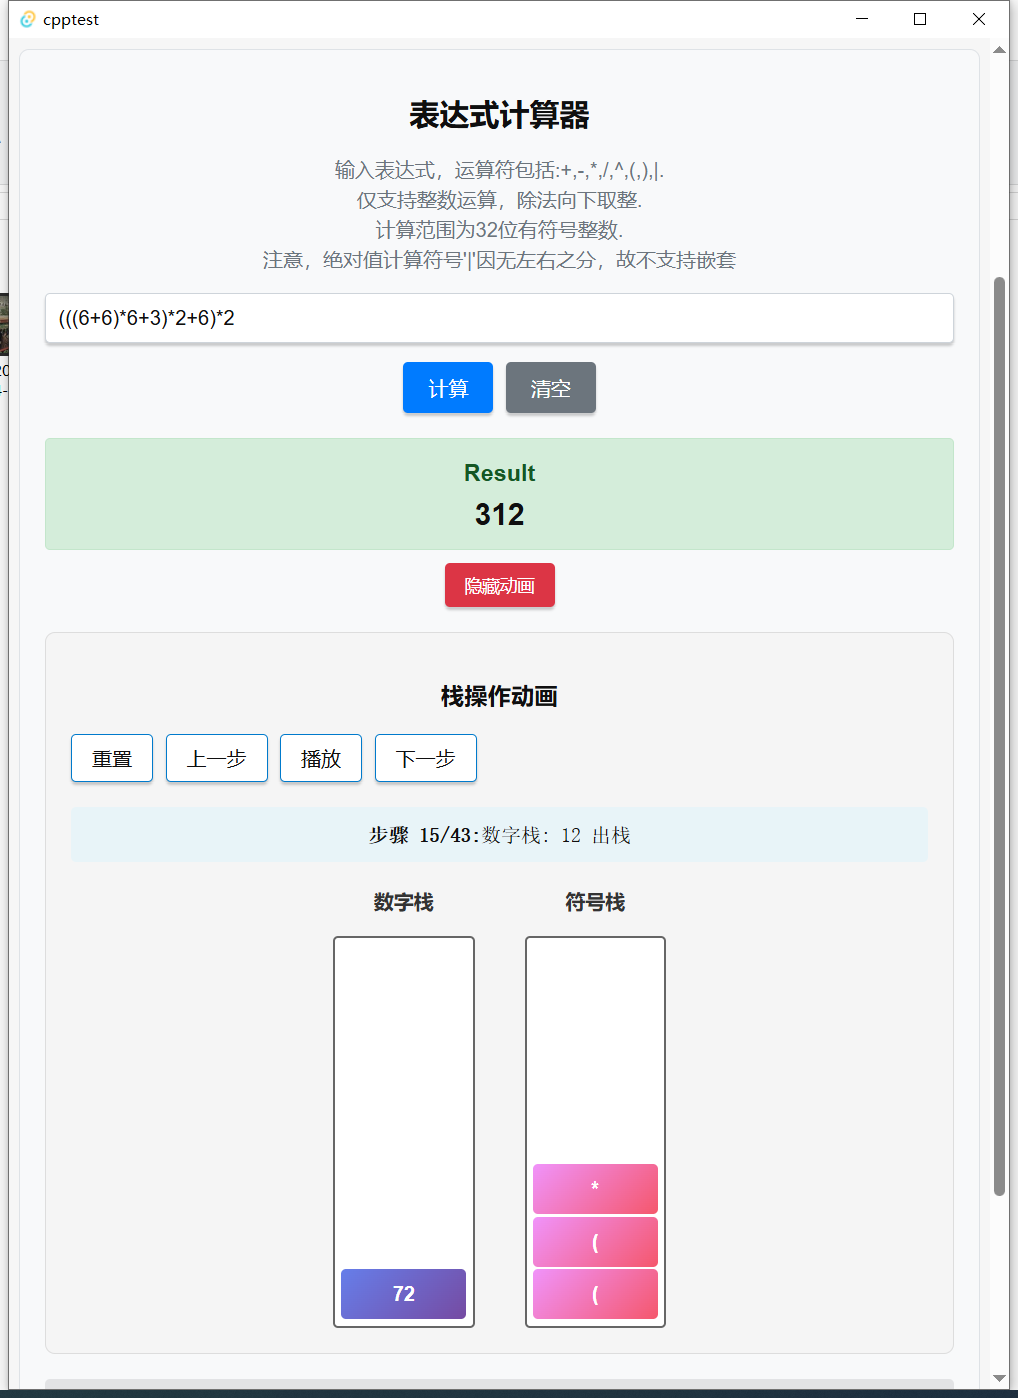 cpptest
表达式计算器
输入表达式，运算符包括:+,-,*,/,^,(,),|.
仅支持整数运算，除法向下取整.
计算范围为32位有符号整数.
注意，绝对值计算符号'|'因无左右之分，故不支持嵌套
(((6+6)*6+3)*2+6)*2
计算 清空
Result
312
隐藏动画
栈操作动画
重置 上一步 播放 下一步
步骤 15/43:数字栈: 12 出栈
数字栈 符号栈
*
(
72 (